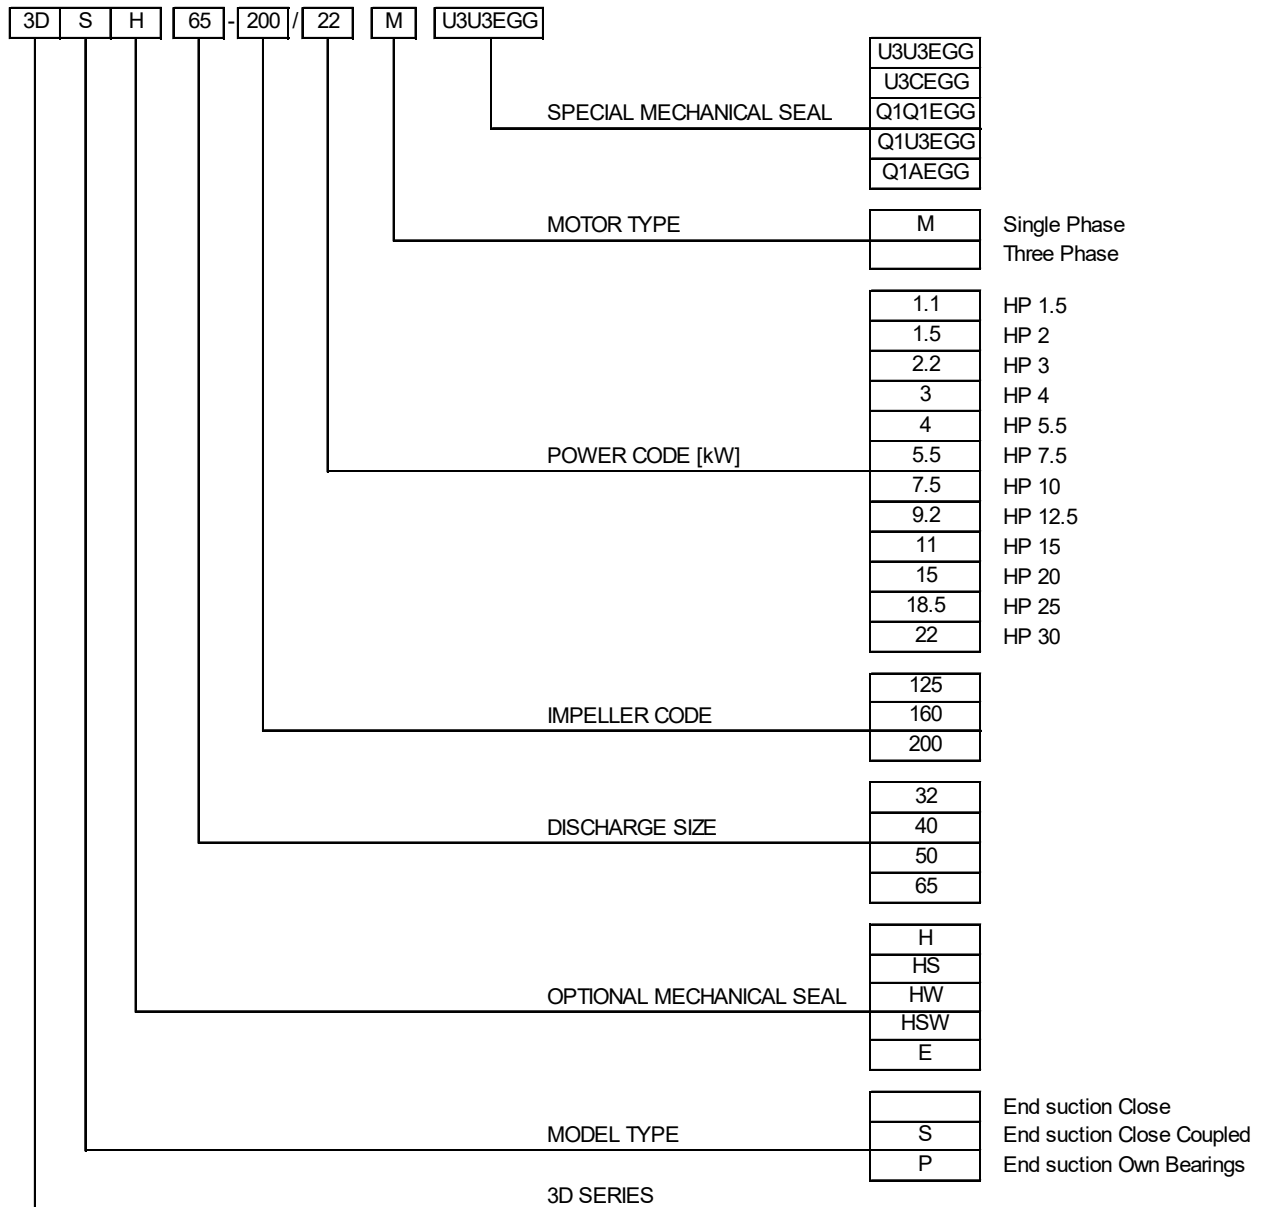 3D S H 65 - 200 / 22 M U3U3EGG
U3U3EGG
U3CEGG
SPECIAL MECHANICAL SEAL Q1Q1EGG
Q1U3EGG
Q1AEGG
MOTOR TYPE M Single Phase
Three Phase
1.1 HP 1.5
1.5 HP 2
2.2 HP 3
3 HP 4
4 HP 5.5
POWER CODE [kW] 5.5 HP 7.5
7.5 HP 10
9.2 HP 12.5
11 HP 15
15 HP 20
18.5 HP 25
22 HP 30
125
IMPELLER CODE 160
200
32
DISCHARGE SIZE 40
50
65
H
HS
OPTIONAL MECHANICAL SEAL HW
HSW
E
End suction Close
MODEL TYPE S End suction Close Coupled
P End suction Own Bearings
3D SERIES